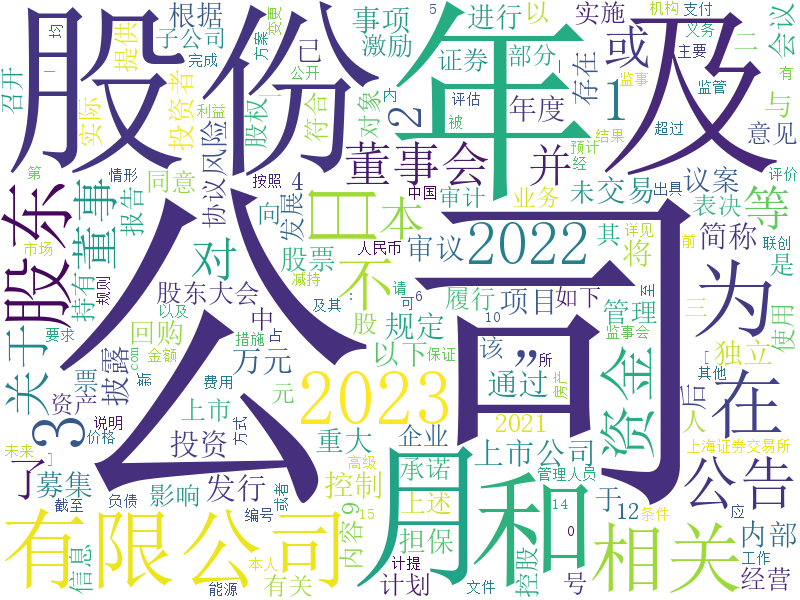 股份
年
及
公司
有限公司
月
和
相关
股东
董事
2023
2022
为
在
资金
公告
日
本
不
对
等
或
1
2
3
董事会
并
关于
披露
根据
子公司
事项
激励
进行
以
实施
机构
支付
义务
二
会议
与
意见
提供
已
证券
部分
存在
年度
召开
投资者
实际
协议
风险
股权
符合
对象
利益
公开
方案
变更
完成
均
5
内
评估
被
结果
超过
主要
监管
监事
有
评价
预计
经
同意
报告
情形
第
按照
4
向
发展
中国
审计
业务
未
交易
出具
议案
表决
前
联创
持有
规则
市场
股票
人民币
审议
其
将
详见
简称
是
使用
股东大会
减持
请
可
6
履行
项目
如下
管理
至
三
独立
要求
以及
回购
中
占
股
及其
:
规定
10
该
,
监事会
[
其他
金额
措施
万元
以下
保证
通过
所
房产
后
人
资产
新
费用
元
com
上市
2021
上海证券交易所
说明
价格
方式
投资
重大
企业
上市公司
未来
]
了
募集
影响
发行
控制
高级
承诺
管理人员
截至
负债
编号
或者
内容
9
15
上述
担保
控股
14
0
于
12
条件
应
内部
信息
能源
有关
本人
计提
计划
文件
号
工作
经营